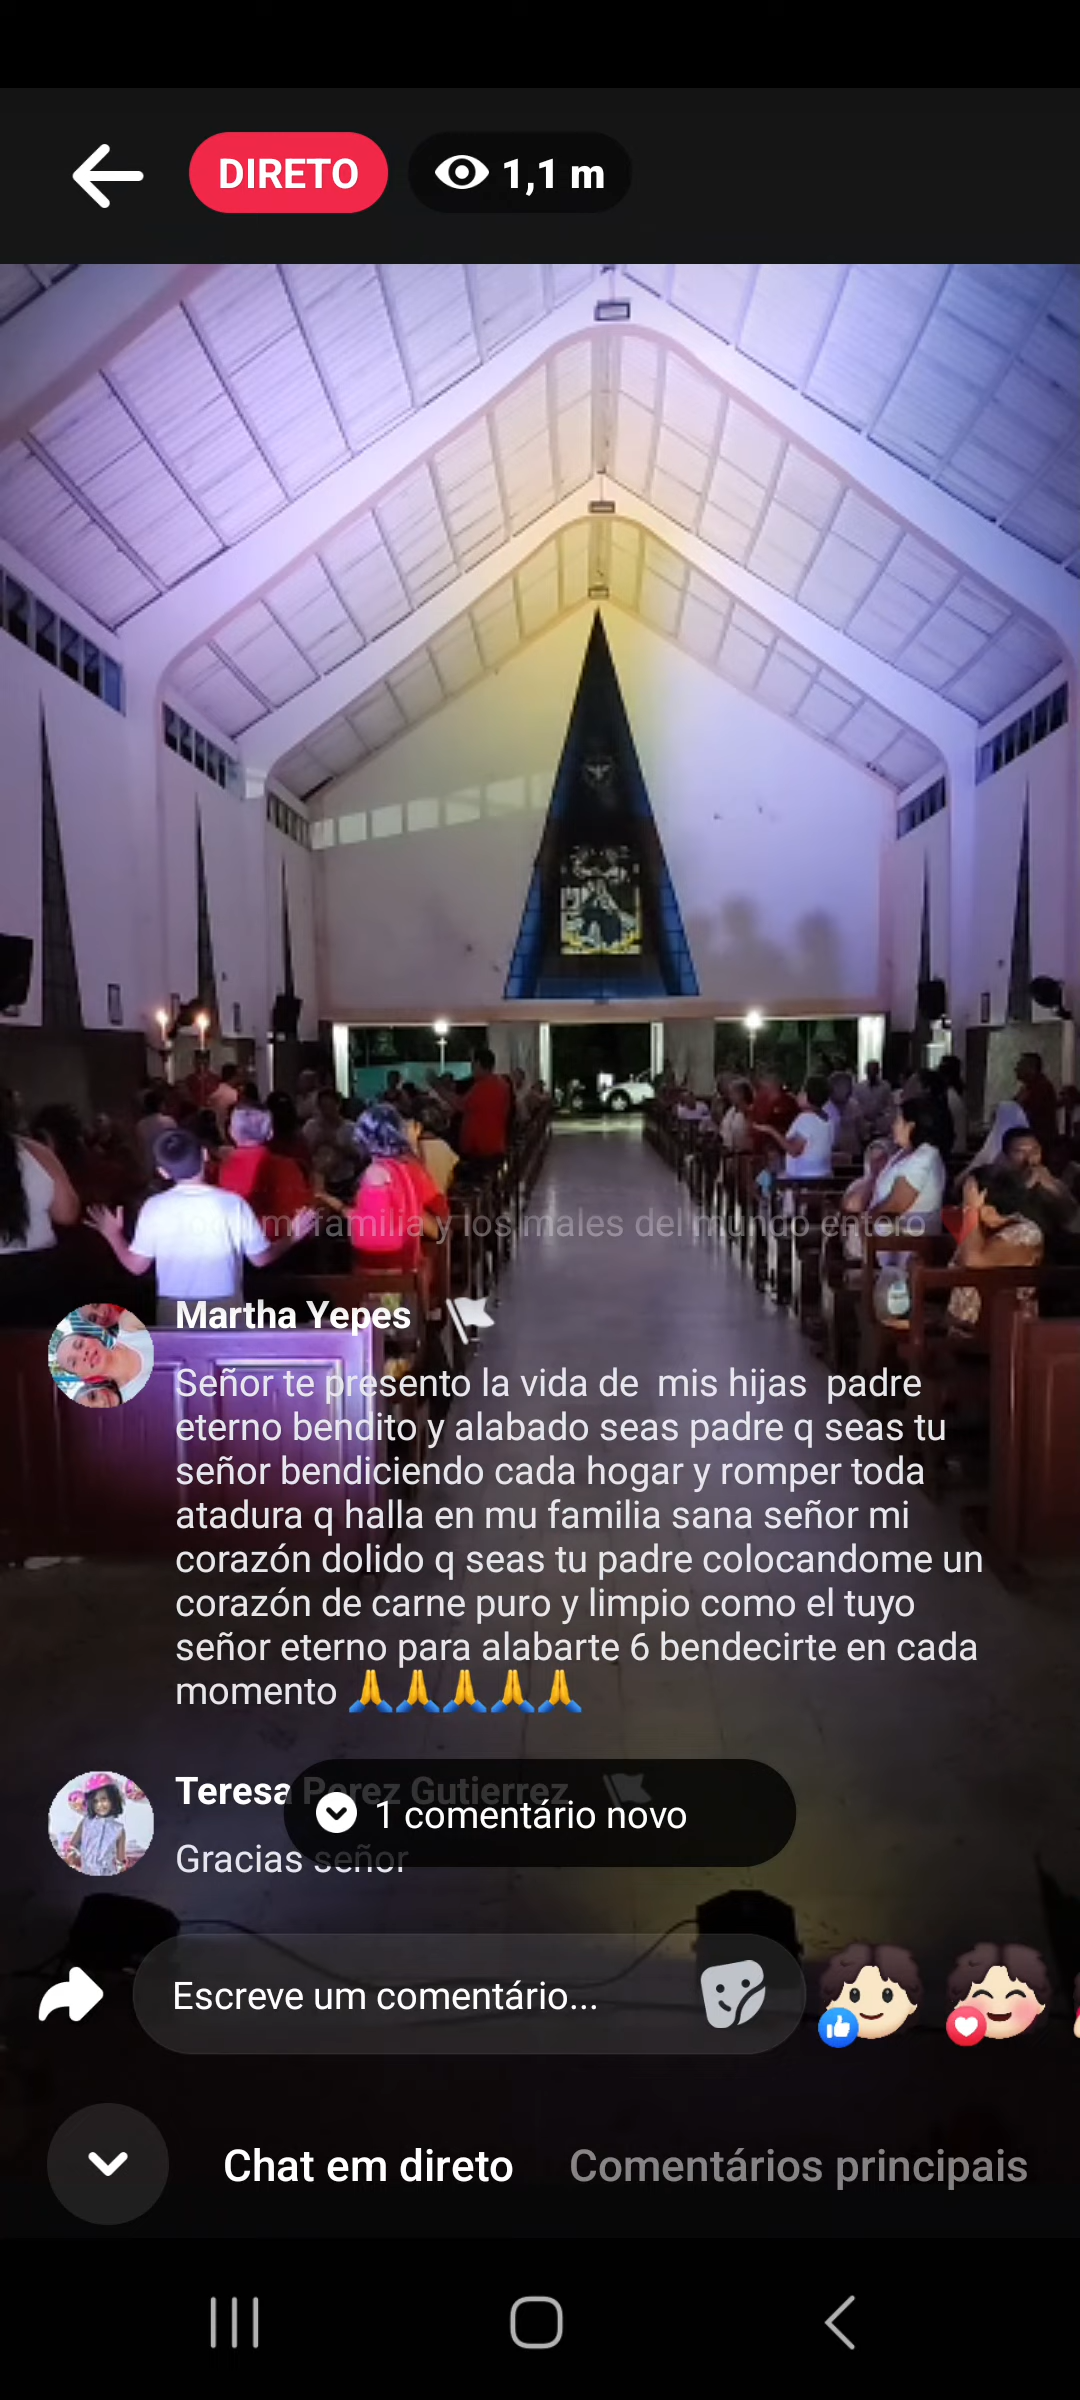 DIRETO
1,1 m
mi familia y los males del mundo entero
Martha Yepes
Señor te presento la vida de mis hijas padre
eterno bendito y alabado seas padre q seas tu
señor bendiciendo cada hogar y romper toda
atadura q halla en mu familia sana señor mi
corazón dolido q seas tu padre colocandome un
corazón de carne puro y limpio como el tuyo
señor eterno para alabarte 6 bendecirte en cada
momento 🙏🙏🙏🙏🙏
Teresa Perez Gutierrez
1 comentário novo
Gracias señor
Escreve um comentário...
Chat em direto
Comentários principais